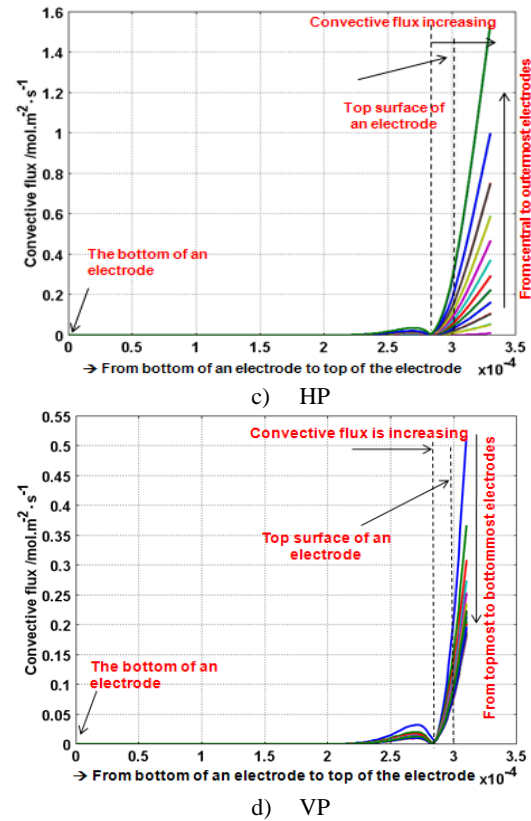 1.6
1.4
1.2
1
0.8
0.6
0.4
0.2
0
Convective flux /mol.m⁻²·s⁻¹
Convective flux increasing
Top surface of
an electrode
The bottom of an
electrode
From central to outermost electrodes
0 0.5 1 1.5 2 2.5 3 3.5
→ From bottom of an electrode to top of the electrode x10⁻⁴
c) HP
0.55
0.5
0.45
0.4
0.35
0.3
0.25
0.2
0.15
0.1
0.05
0
Convective flux /mol.m⁻²·s⁻¹
Convective flux is increasing
Top surface of an
electrode
The bottom of an
electrode
From topmost to bottommost electrodes
0 0.5 1 1.5 2 2.5 3 3.5
→ From bottom of an electrode to top of the electrode x10⁻⁴
d) VP